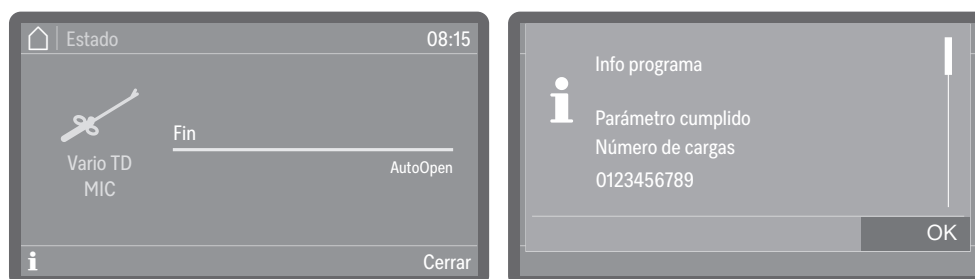 Estado 08:15
Fin
AutoOpen
Vario TD
MIC
i Cerrar
i
Info programa
Parámetro cumplido
Número de cargas
0123456789
OK